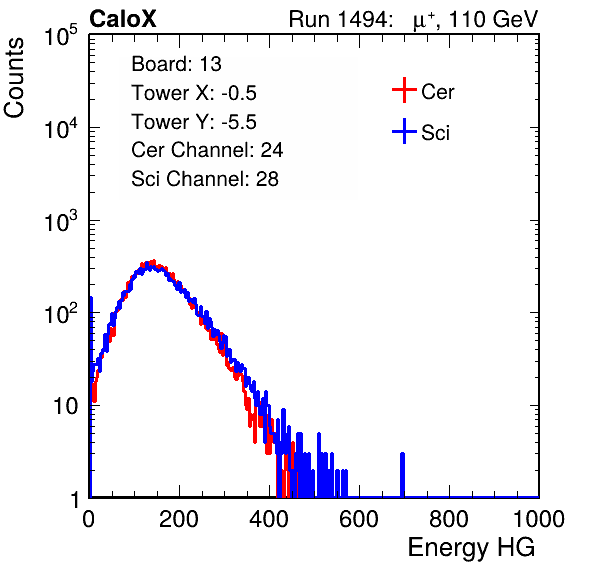 CaloX Run 1494: μ⁺, 110 GeV
Counts
Board: 13
Tower X: -0.5
Tower Y: -5.5
Cer Channel: 24
Sci Channel: 28
Cer
Sci
10⁵
10⁴
10³
10²
10
1
0 200 400 600 800 1000
Energy HG